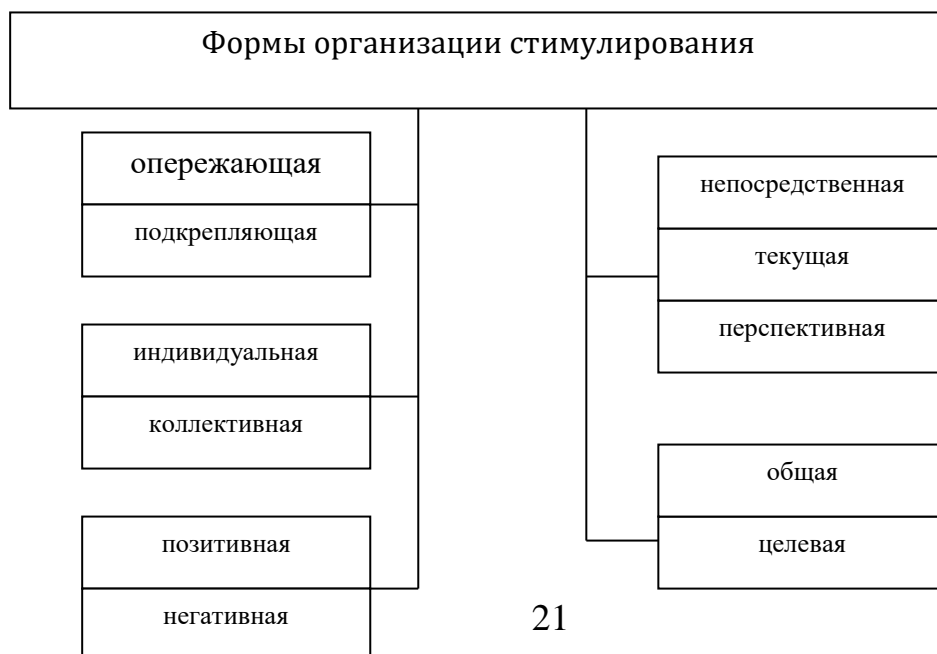 Формы организации стимулирования
опережающая
подкрепляющая
индивидуальная
коллективная
позитивная
негативная
непосредственная
текущая
перспективная
общая
целевая
21